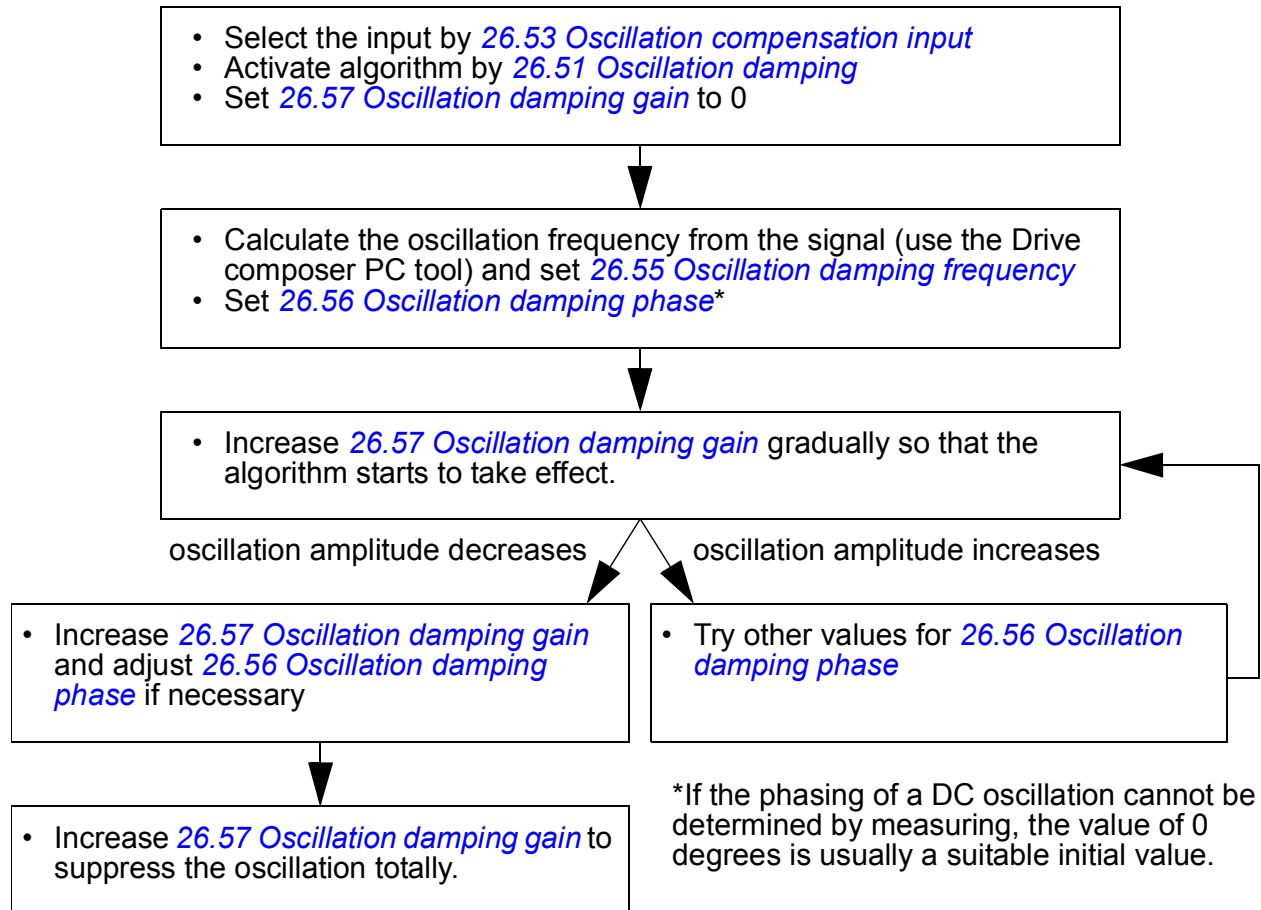 • Select the input by 26.53 Oscillation compensation input
• Activate algorithm by 26.51 Oscillation damping
• Set 26.57 Oscillation damping gain to 0
• Calculate the oscillation frequency from the signal (use the Drive
composer PC tool) and set 26.55 Oscillation damping frequency
• Set 26.56 Oscillation damping phase*
• Increase 26.57 Oscillation damping gain gradually so that the
algorithm starts to take effect.
oscillation amplitude decreases
oscillation amplitude increases
• Increase 26.57 Oscillation damping gain
and adjust 26.56 Oscillation damping
phase if necessary
• Try other values for 26.56 Oscillation
damping phase
• Increase 26.57 Oscillation damping gain to
suppress the oscillation totally.
*If the phasing of a DC oscillation cannot be
determined by measuring, the value of 0
degrees is usually a suitable initial value.